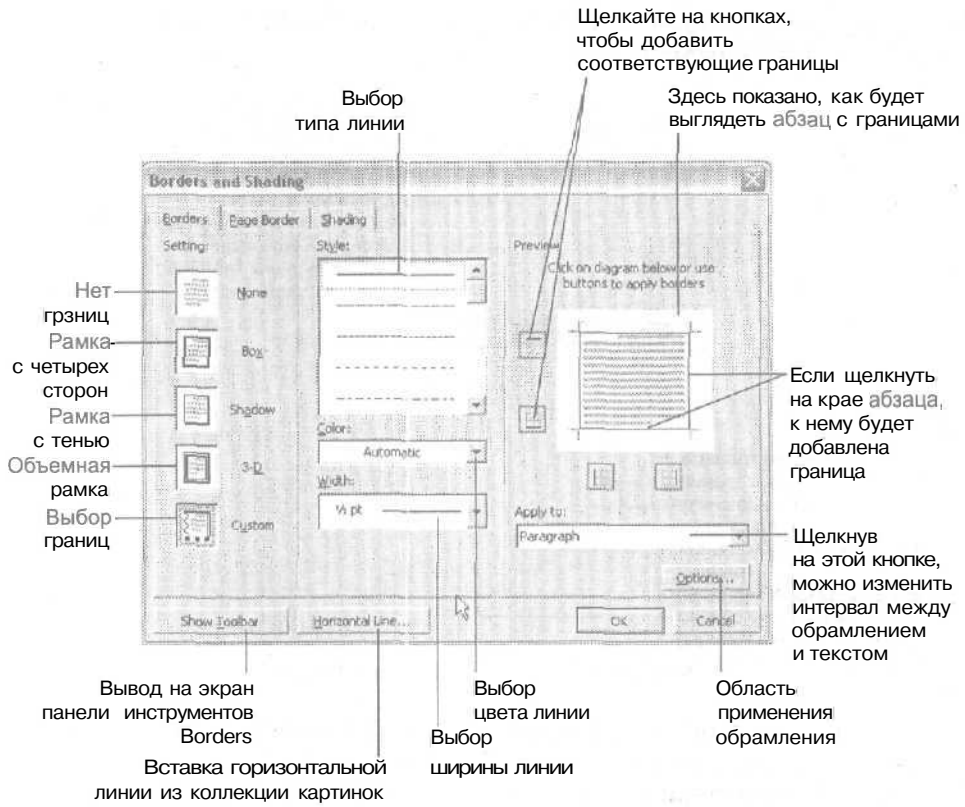 Щелкайте на кнопках,
чтобы добавить
соответствующие границы
Выбор
типа линии
Здесь показано, как будет
выглядеть абзац с границами
Borders and Shading
Borders
Page Border
Shading
Setting:
Style:
Preview
Click on diagram below or use
buttons to apply borders
Нет
грзниц
None
Рамка
с четырех
сторон
Box
Рамка
с тенью
Shadow
Объемная
рамка
3-D
Выбор
границ
Custom
Color:
Automatic
Width:
½ pt
Если щелкнуть
на крае абзаца,
к нему будет
добавлена
граница
Apply to:
Paragraph
Options...
Щелкнув
на этой кнопке,
можно изменить
интервал между
обрамлением
и текстом
Show Toolbar
Horizontal Line...
OK
Cancel
Вывод на экран
панели инструментов
Borders
Вставка горизонтальной
линии из коллекции картинок
Выбор
цвета линии
Выбор
ширины линии
Область
применения
обрамления